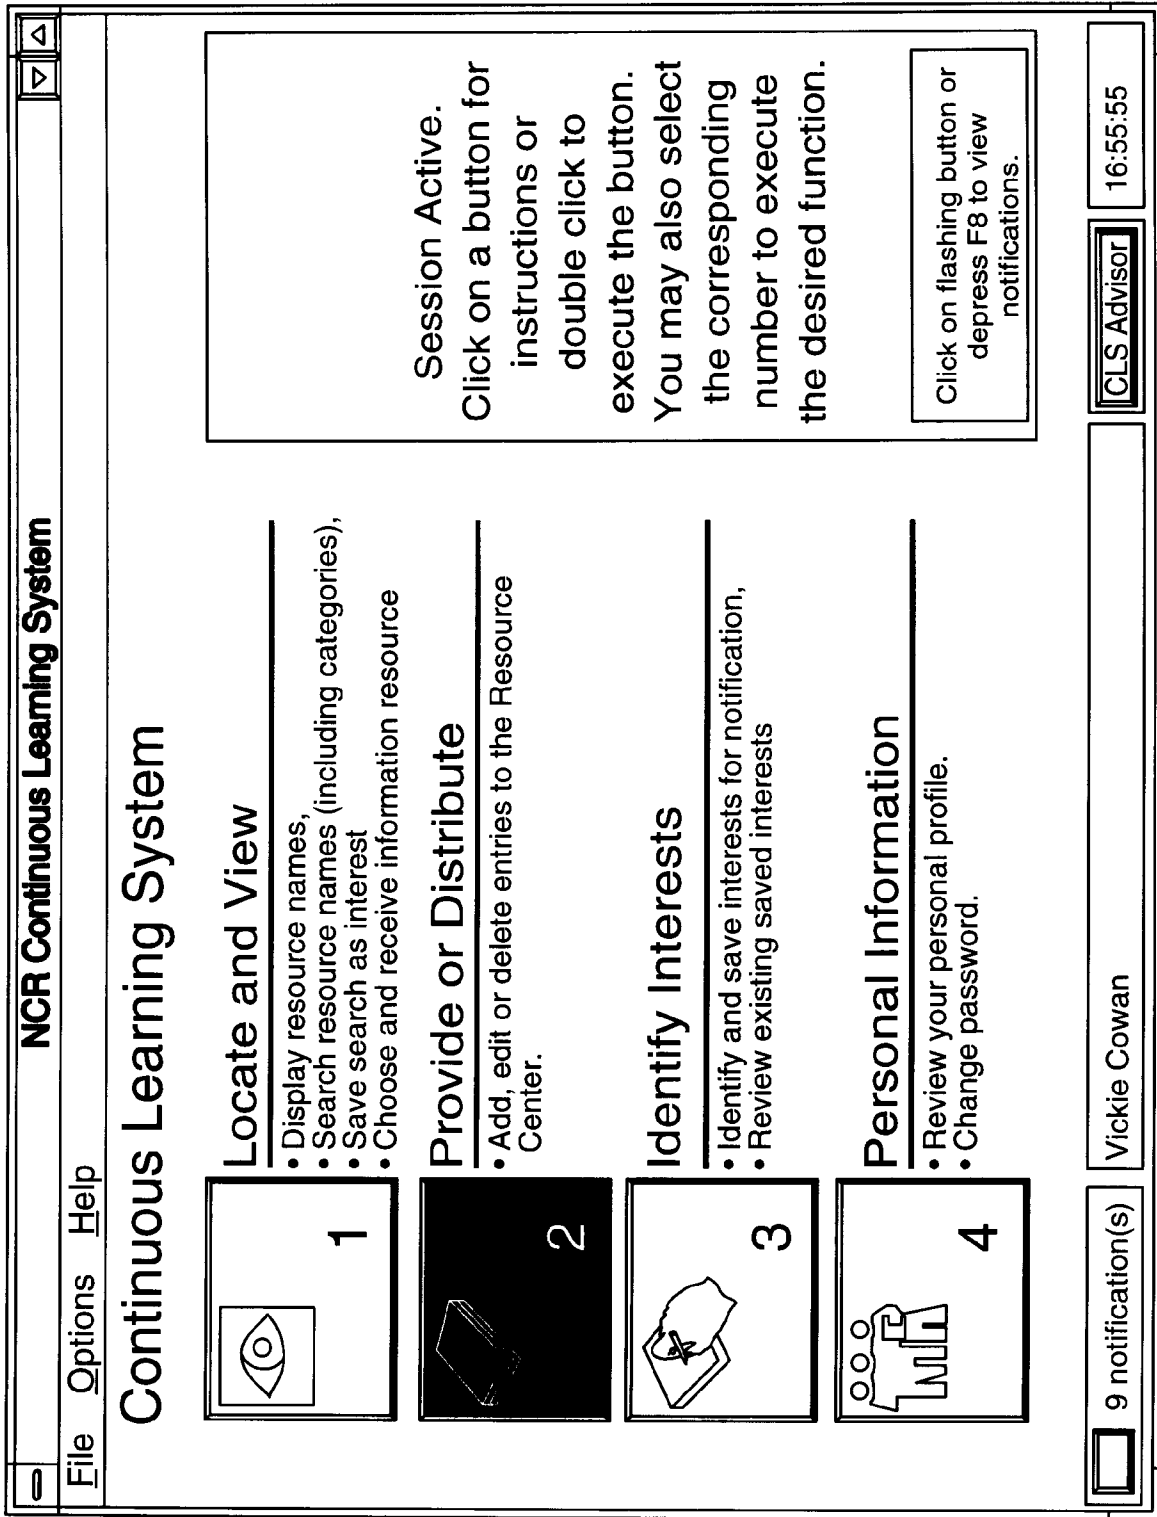 NCR Continuous Learning System
File Options Help
Continuous Learning System
1
Locate and View
• Display resource names,
• Search resource names (including categories),
• Save search as interest
• Choose and receive information resource
2
Provide or Distribute
• Add, edit or delete entries to the Resource
Center.
3
Identify Interests
• Identify and save interests for notification,
• Review existing saved interests
4
Personal Information
• Review your personal profile.
• Change password.
Session Active.
Click on a button for
instructions or
double click to
execute the button.
You may also select
the corresponding
number to execute
the desired function.
Click on flashing button or
depress F8 to view
notifications.
9 notification(s)
Vickie Cowan
CLS Advisor
16:55:55